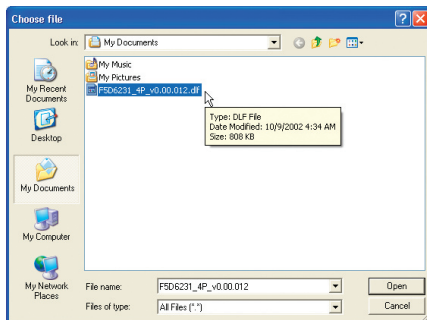 Choose file
Look in:
My Documents
My Recent
Documents
Desktop
My Documents
My Computer
My Network
Places
My Music
My Pictures
F5D6231_4P_v0.00.012.dlf
Type: DLF File
Date Modified: 10/9/2002 4:34 AM
Size: 808 KB
File name:
F5D6231_4P_v0.00.012
Open
Files of type:
All Files (*.*)
Cancel